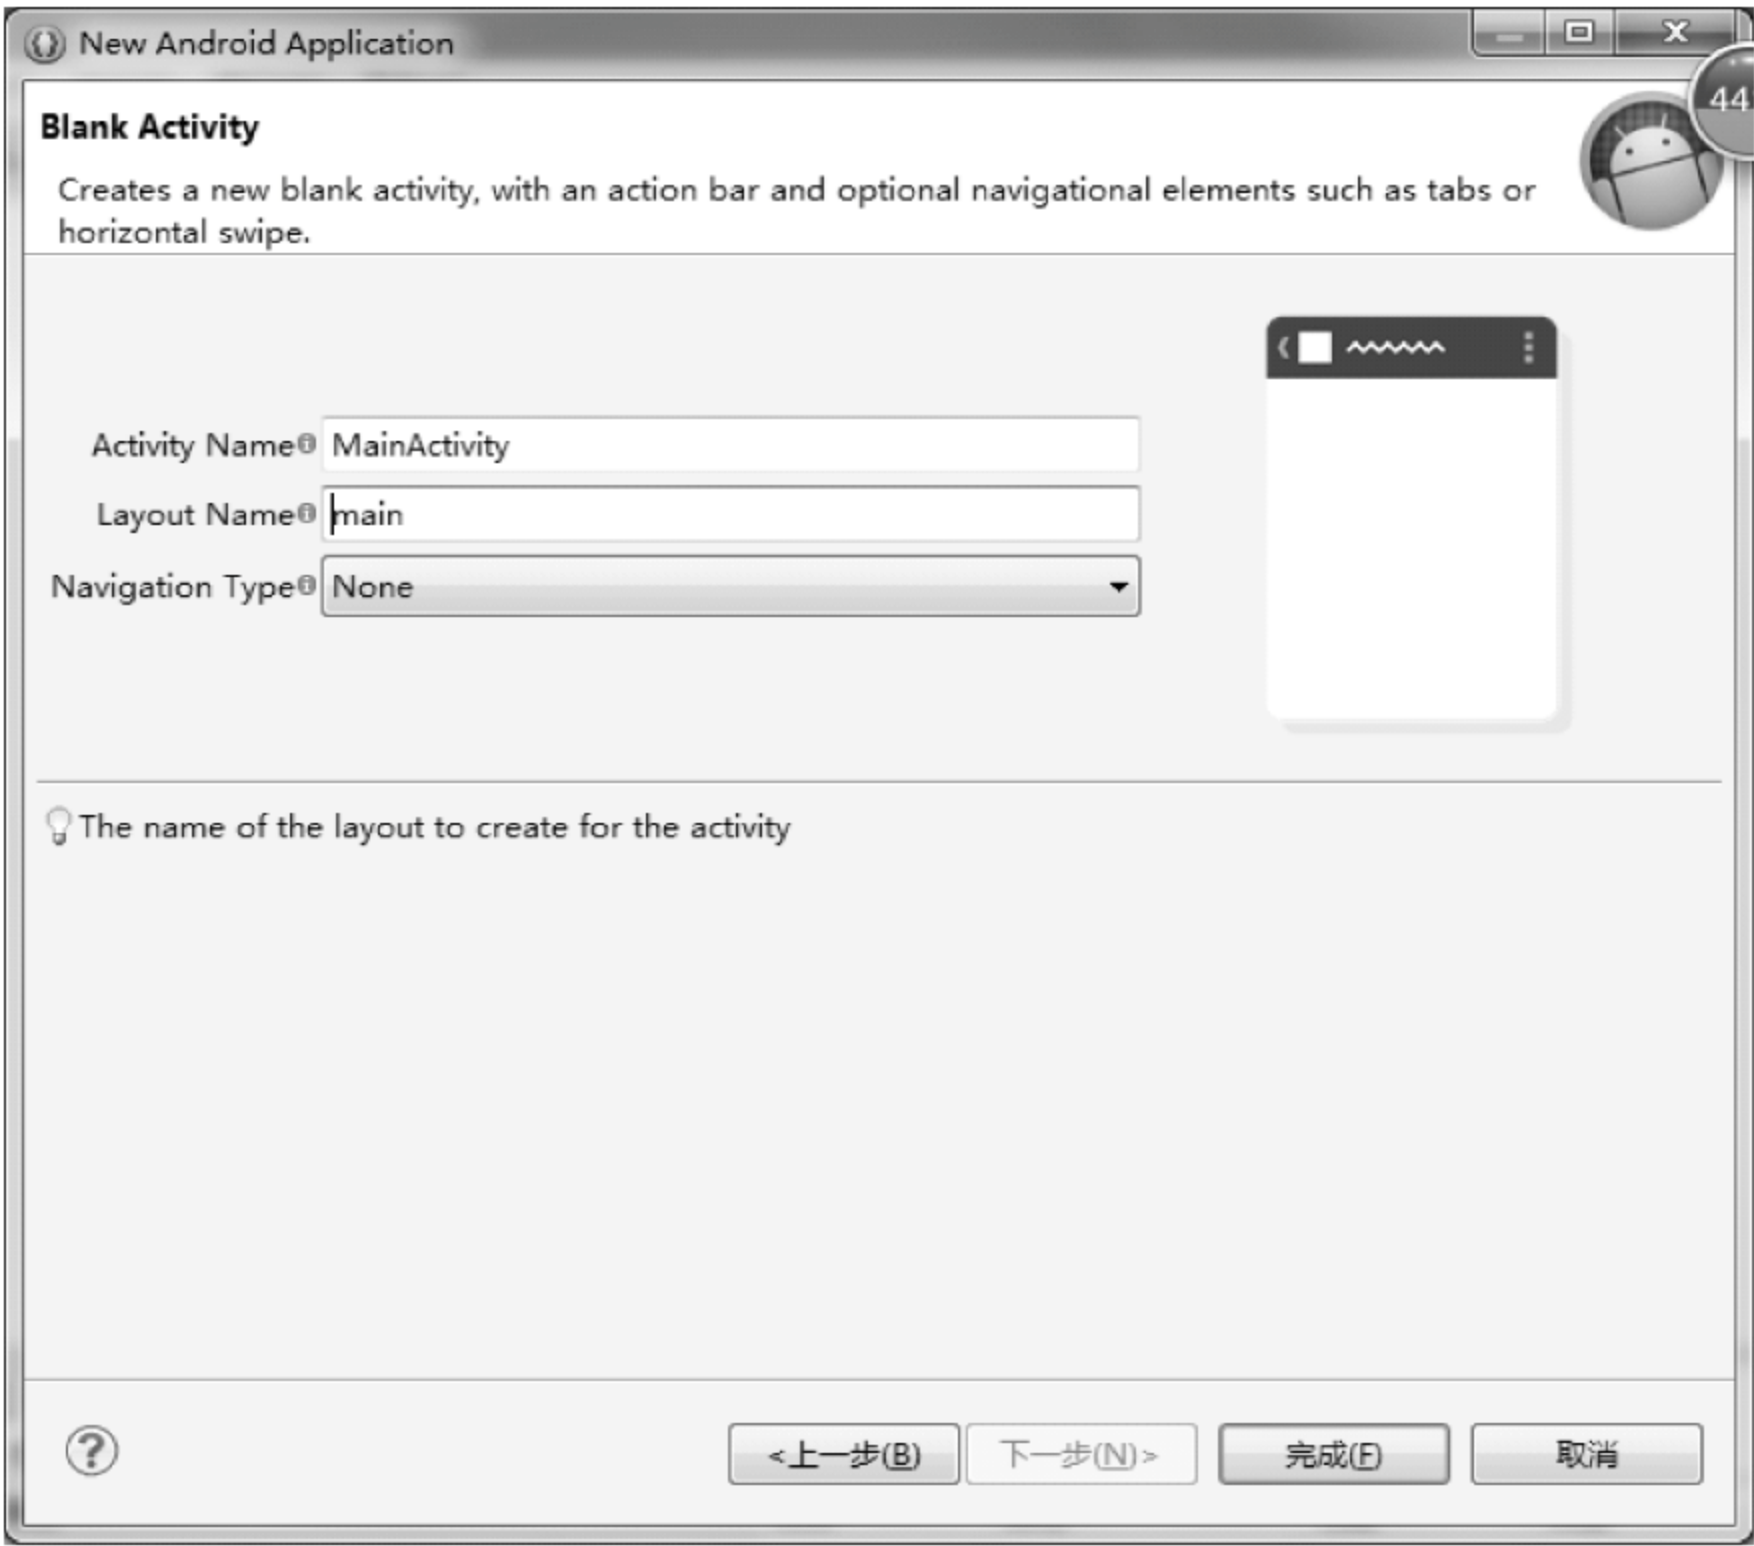 New Android Application
44
Blank Activity
Creates a new blank activity, with an action bar and optional navigational elements such as tabs or
horizontal swipe.
Activity Name MainActivity
Layout Name main
Navigation Type None
The name of the layout to create for the activity
<上一步(B)
下一步(N)>
完成(F)
取消